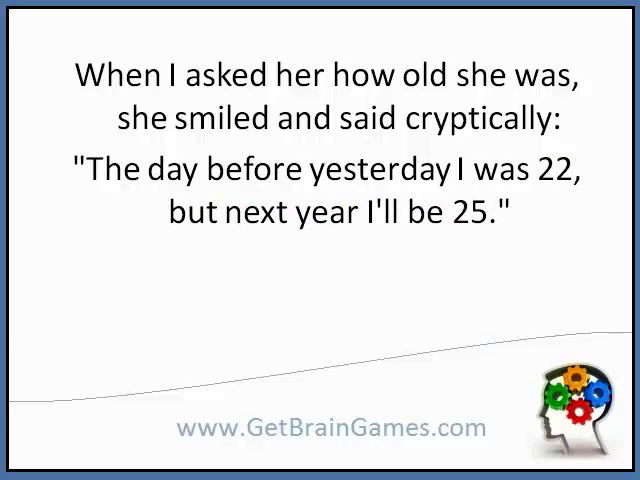 When I asked her how old she was,
she smiled and said cryptically:
"The day before yesterday I was 22,
but next year I'll be 25."
www.GetBrainGames.com